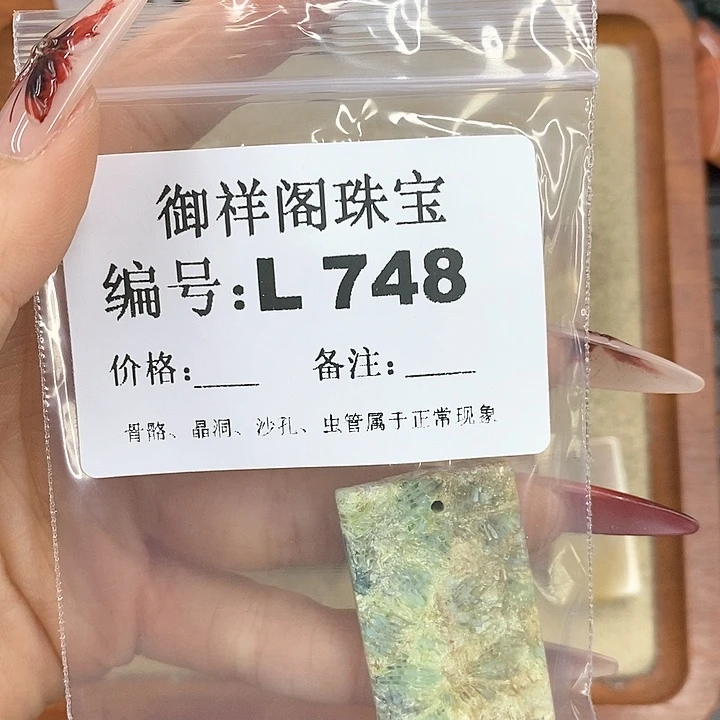 御祥阁珠宝
编号:L 748
价格:____ 备注:_____
骨骼、晶洞、沙孔、虫管属于正常现象